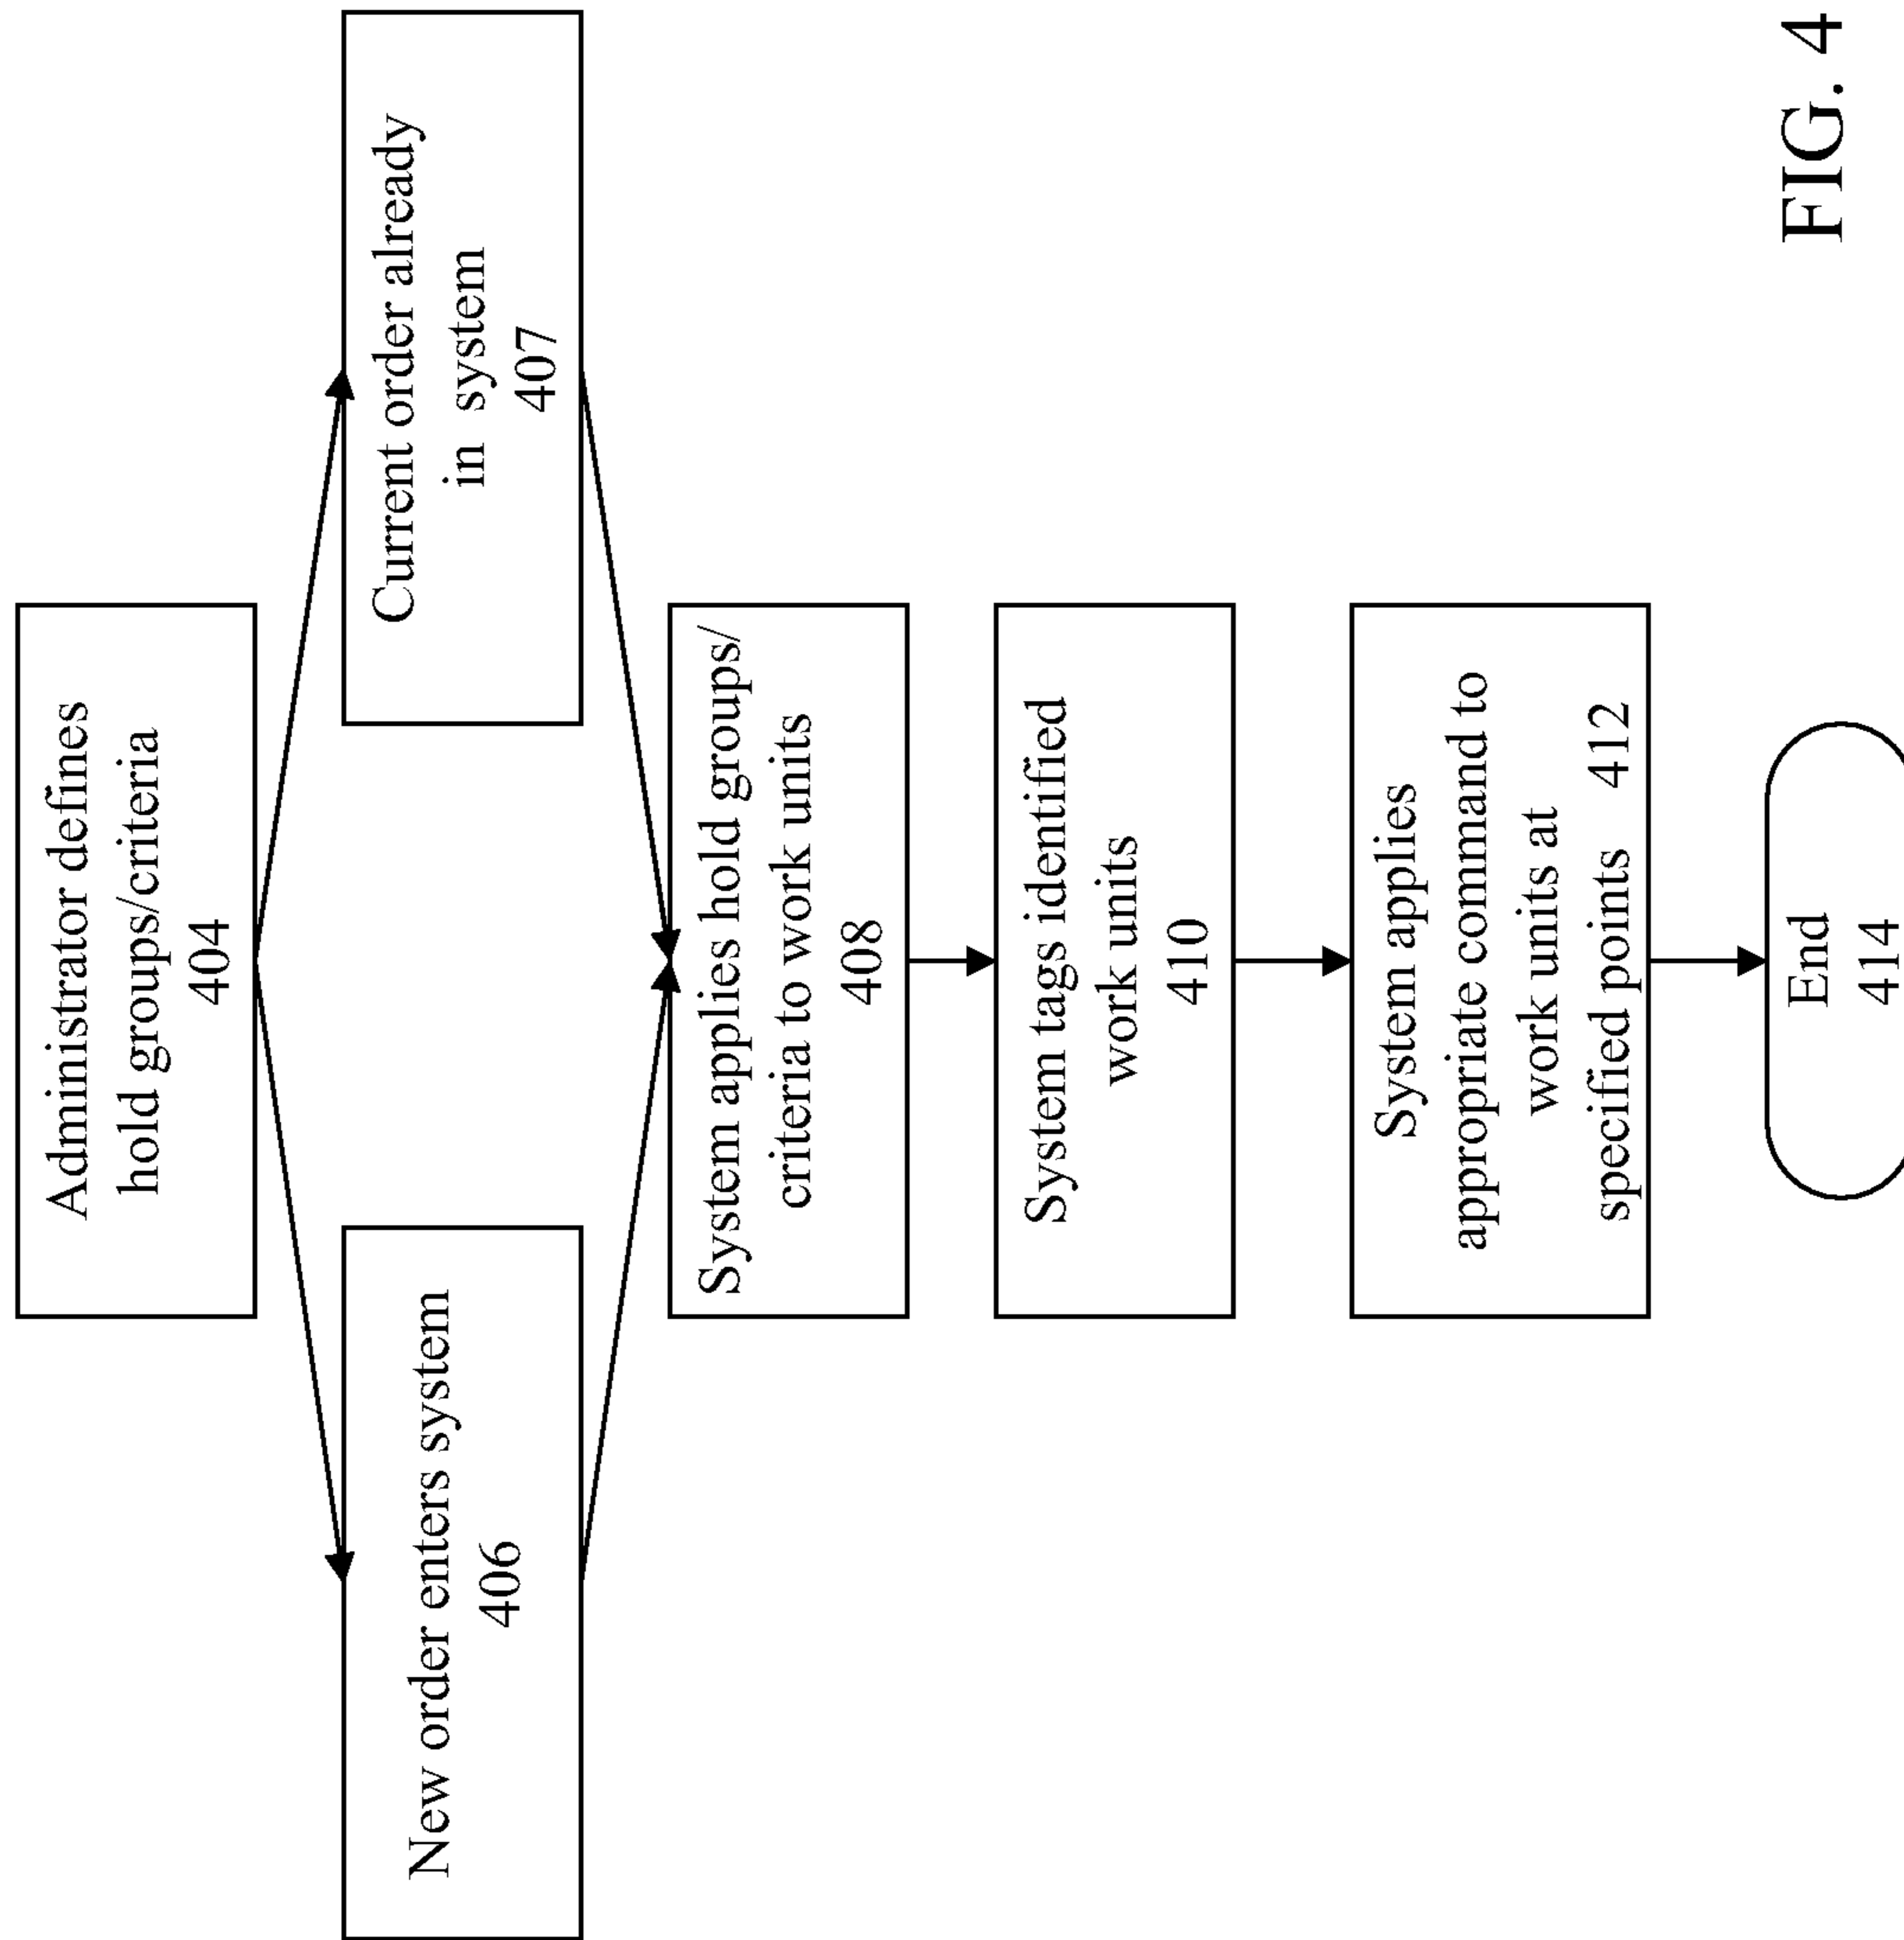 Administrator defines
hold groups/criteria
404
New order enters system
406
Current order already
in system
407
System applies hold groups/
criteria to work units
408
System tags identified
work units
410
System applies
appropriate command to
work units at
specified points 412
End
414
FIG. 4